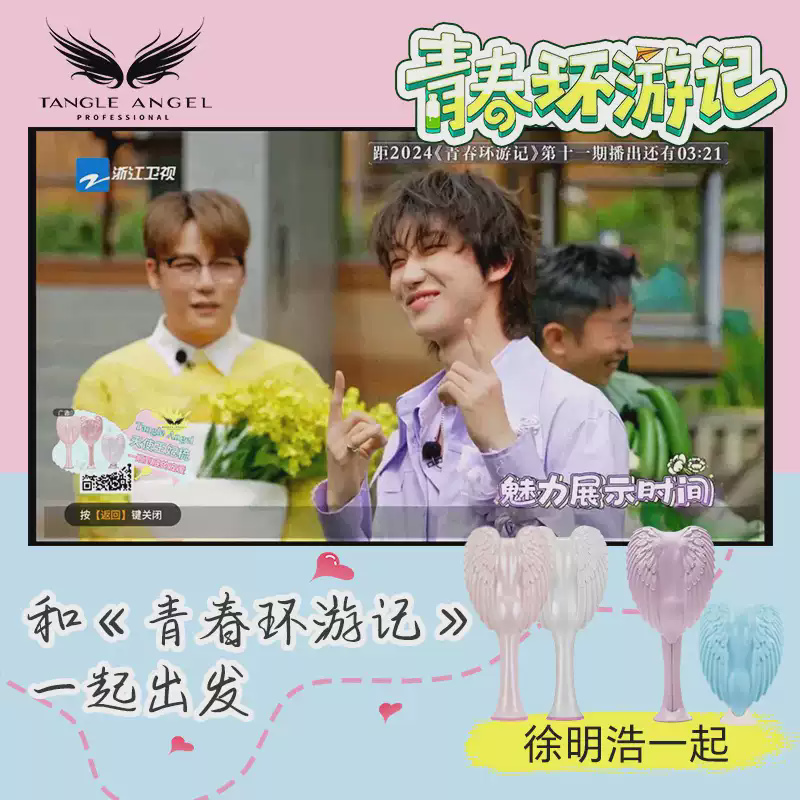 TANGLE ANGEL
PROFESSIONAL
青春环游记
浙江卫视
距2024《青春环游记》第十一期播出还有03:21
广告
Tangle Angel
按【返回】键关闭
魅力展示时间
和《青春环游记》
一起出发
徐明浩一起